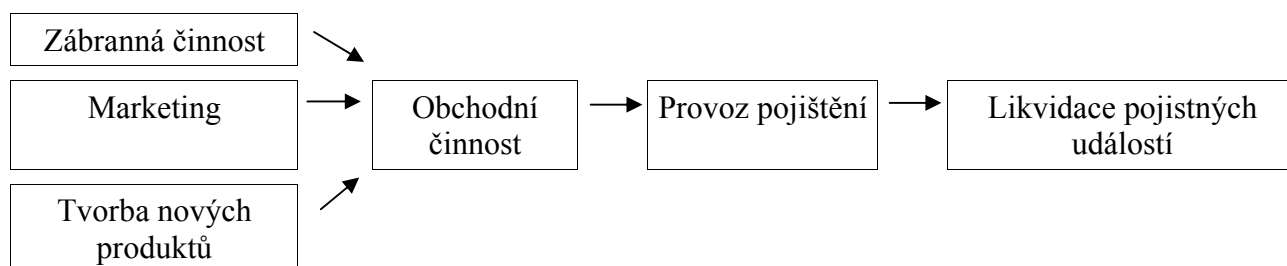 Zábranná činnost
Marketing
Tvorba nových
produktů
Obchodní
činnost
Provoz pojištění
Likvidace pojistných
událostí